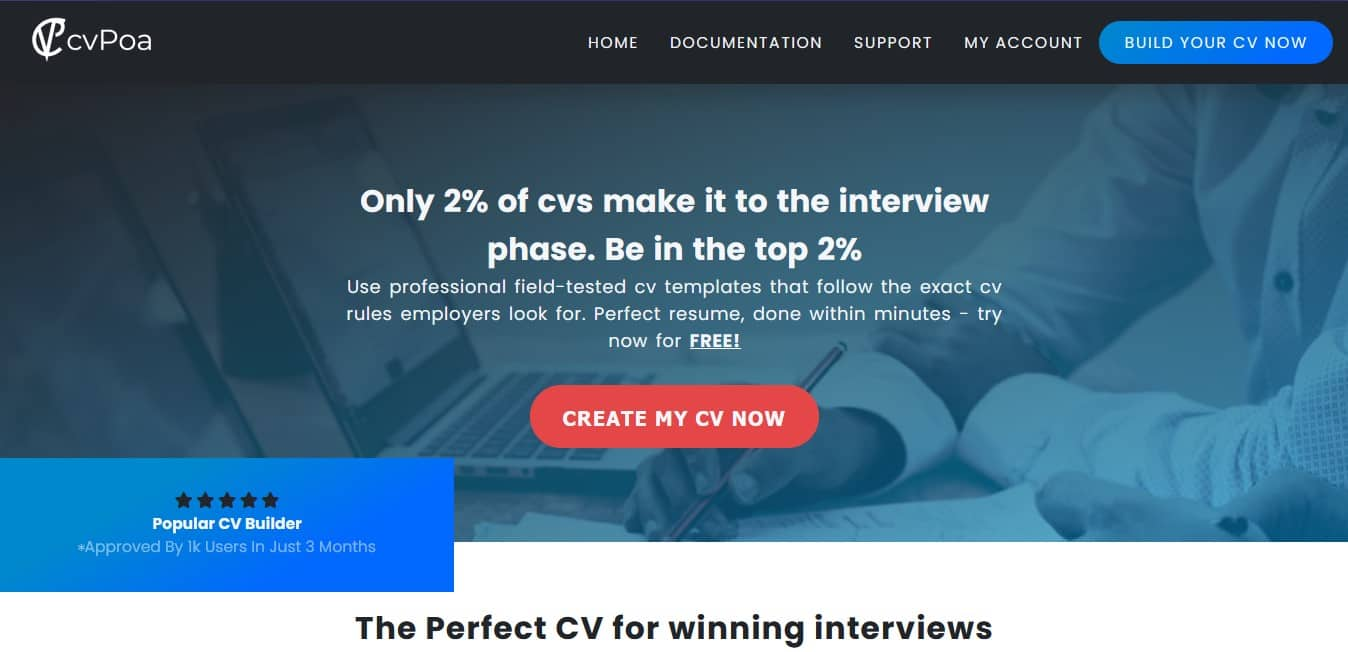 cvPoa
HOME DOCUMENTATION SUPPORT MY ACCOUNT BUILD YOUR CV NOW
Only 2% of cvs make it to the interview
phase. Be in the top 2%
Use professional field-tested cv templates that follow the exact cv
rules employers look for. Perfect resume, done within minutes - try
now for FREE!
CREATE MY CV NOW
Popular CV Builder
*Approved By 1k Users In Just 3 Months
The Perfect CV for winning interviews